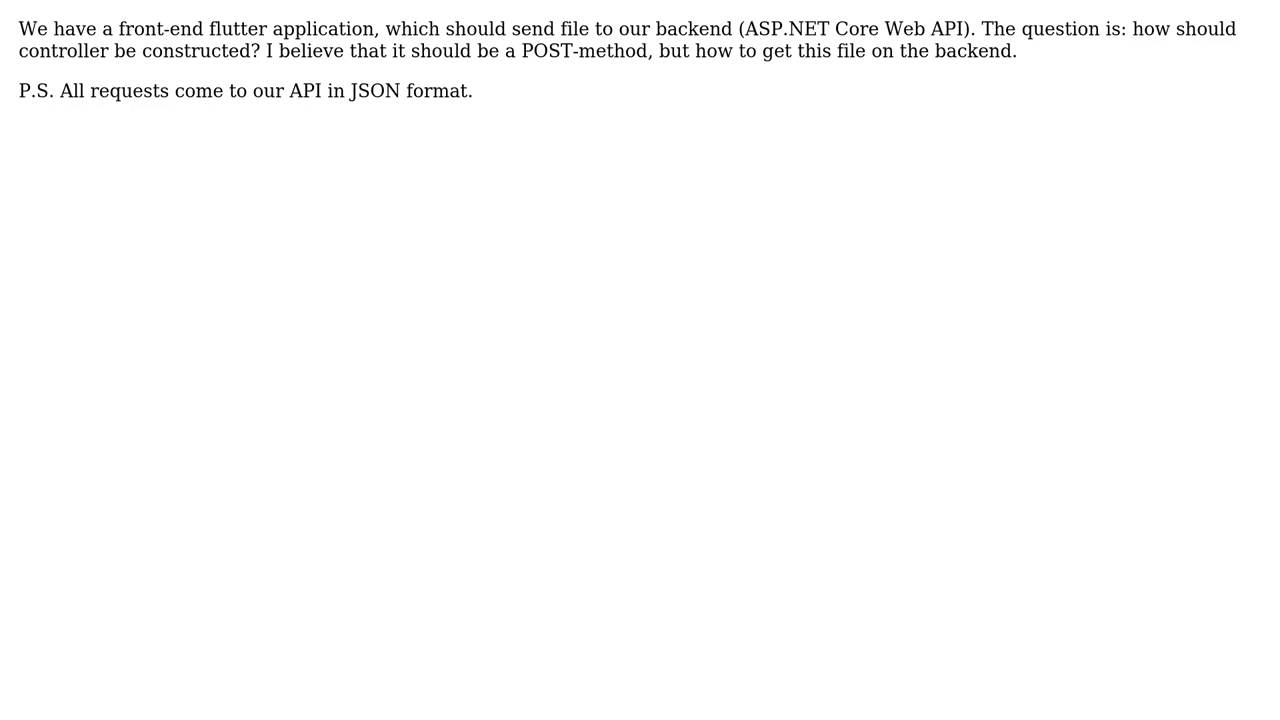 We have a front-end flutter application, which should send file to our backend (ASP.NET Core Web API). The question is: how should
controller be constructed? I believe that it should be a POST-method, but how to get this file on the backend.
P.S. All requests come to our API in JSON format.